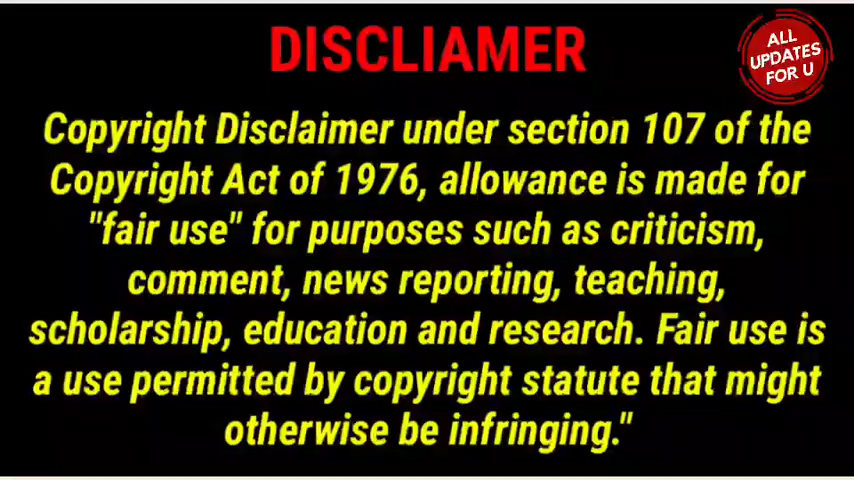 DISCLIAMER
ALL
UPDATES
FOR U
Copyright Disclaimer under section 107 of the
Copyright Act of 1976, allowance is made for
"fair use" for purposes such as criticism,
comment, news reporting, teaching,
scholarship, education and research. Fair use is
a use permitted by copyright statute that might
otherwise be infringing."